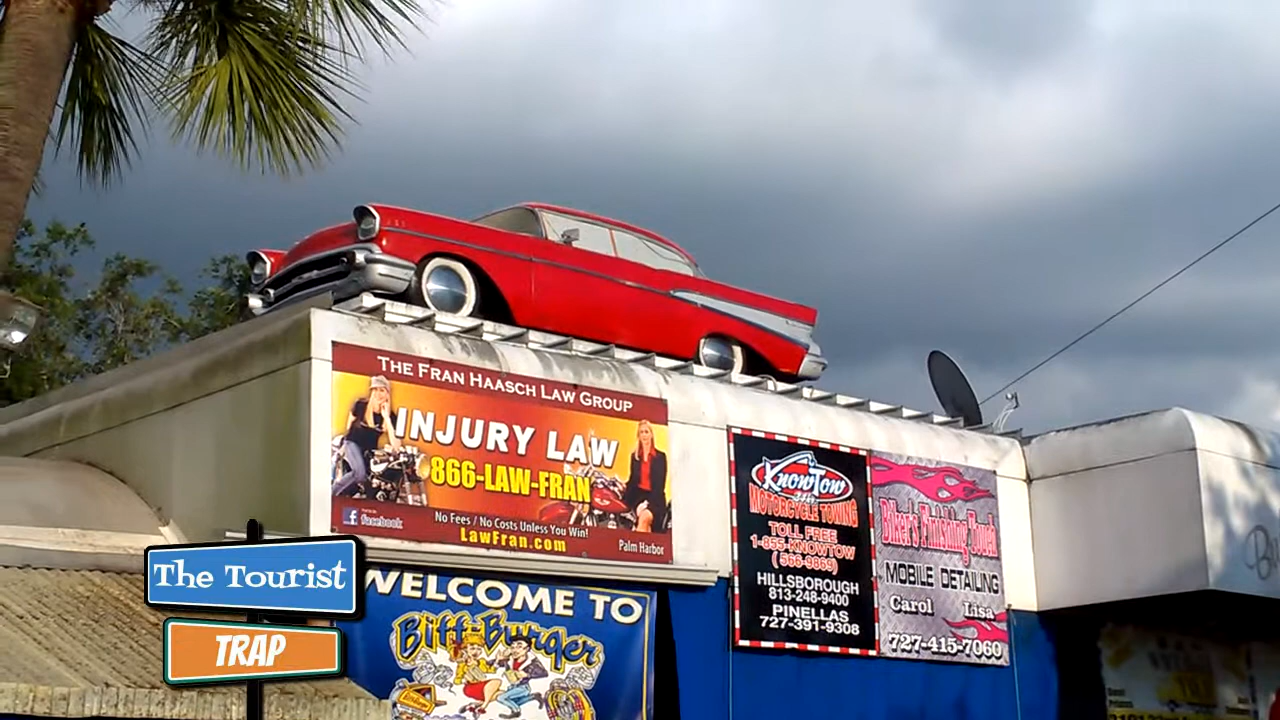 THE FRAN HAASCH LAW GROUP
INJURY LAW
866-LAW-FRAN
facebook
No Fees / No Costs Unless You Win!
LawFran.com
Palm Harbor
WELCOME TO
Biff-Burger
KNOWTOW
MOTORCYCLE TOWING
TOLL FREE
1-855-KNOWTOW
(566-9869)
HILLSBOROUGH
813-248-9400
PINELLAS
727-391-9308
Biker's Finishing Touch
MOBILE DETAILING
Carol Lisa
727-415-7060
The Tourist
TRAP